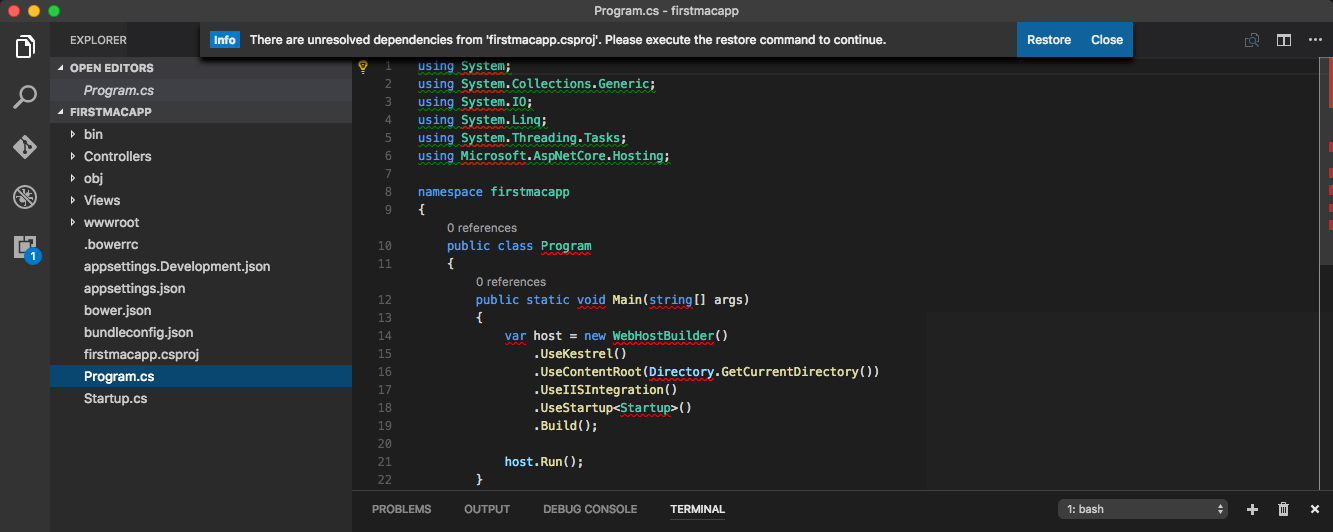 Program.cs - firstmacapp
EXPLORER
Info There are unresolved dependencies from 'firstmacapp.csproj'. Please execute the restore command to continue. Restore Close
OPEN EDITORS
Program.cs
FIRSTMACAPP
bin
Controllers
obj
Views
wwwroot
.bowerrc
appsettings.Development.json
appsettings.json
bower.json
bundleconfig.json
firstmacapp.csproj
Program.cs
Startup.cs
1
1 using System;
2 using System.Collections.Generic;
3 using System.IO;
4 using System.Linq;
5 using System.Threading.Tasks;
6 using Microsoft.AspNetCore.Hosting;
7
8 namespace firstmacapp
9 {
0 references
10 public class Program
11 {
0 references
12 public static void Main(string[] args)
13 {
14 var host = new WebHostBuilder()
15 .UseKestrel()
16 .UseContentRoot(Directory.GetCurrentDirectory())
17 .UseIISIntegration()
18 .UseStartup<Startup>()
19 .Build();
20
21 host.Run();
22 }
PROBLEMS OUTPUT DEBUG CONSOLE TERMINAL 1: bash